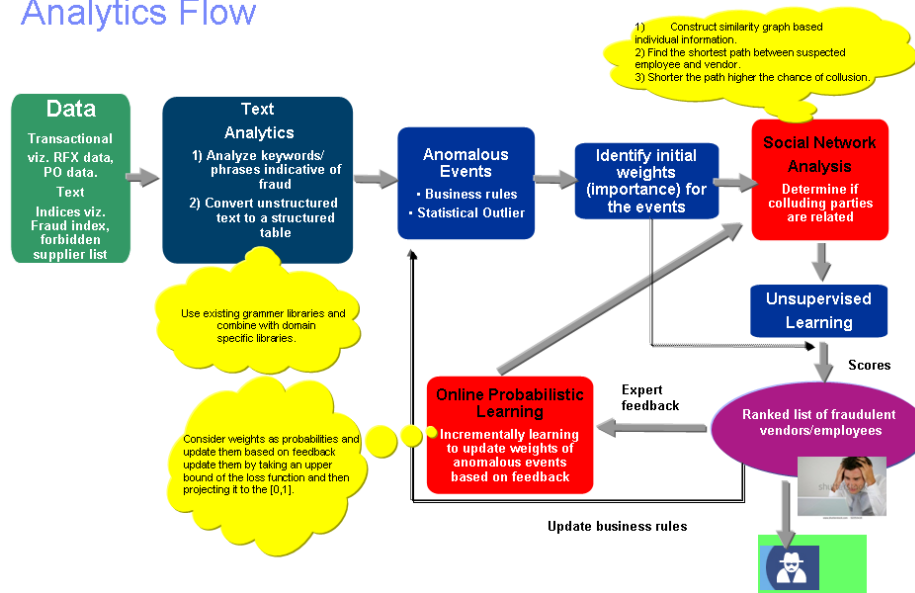 Analytics Flow
1) Construct similarity graph based
individual information.
2) Find the shortest path between suspected
employee and vendor.
3) Shorter the path higher the chance of collusion.
Data
Transactional
viz. RFX data,
PO data.
Text
Indices viz.
Fraud index,
forbidden
supplier list
Text
Analytics
1) Analyze keywords/
phrases indicative of
fraud
2) Convert unstructured
text to a structured
table
Anomalous
Events
• Business rules
• Statistical Outlier
Identify initial
weights
(importance) for
the events
Social Network
Analysis
Determine if
colluding parties
are related
Use existing grammer libraries and
combine with domain
specific libraries.
Unsupervised
Learning
Scores
Consider weights as probabilities and
update them based on feedback
update them by taking an upper
bound of the loss function and then
projecting it to the [0,1].
Online Probabilistic
Learning
Incrementally learning
to update weights of
anomalous events
based on feedback
Expert
feedback
Ranked list of fraudulent
vendors/employees
Update business rules